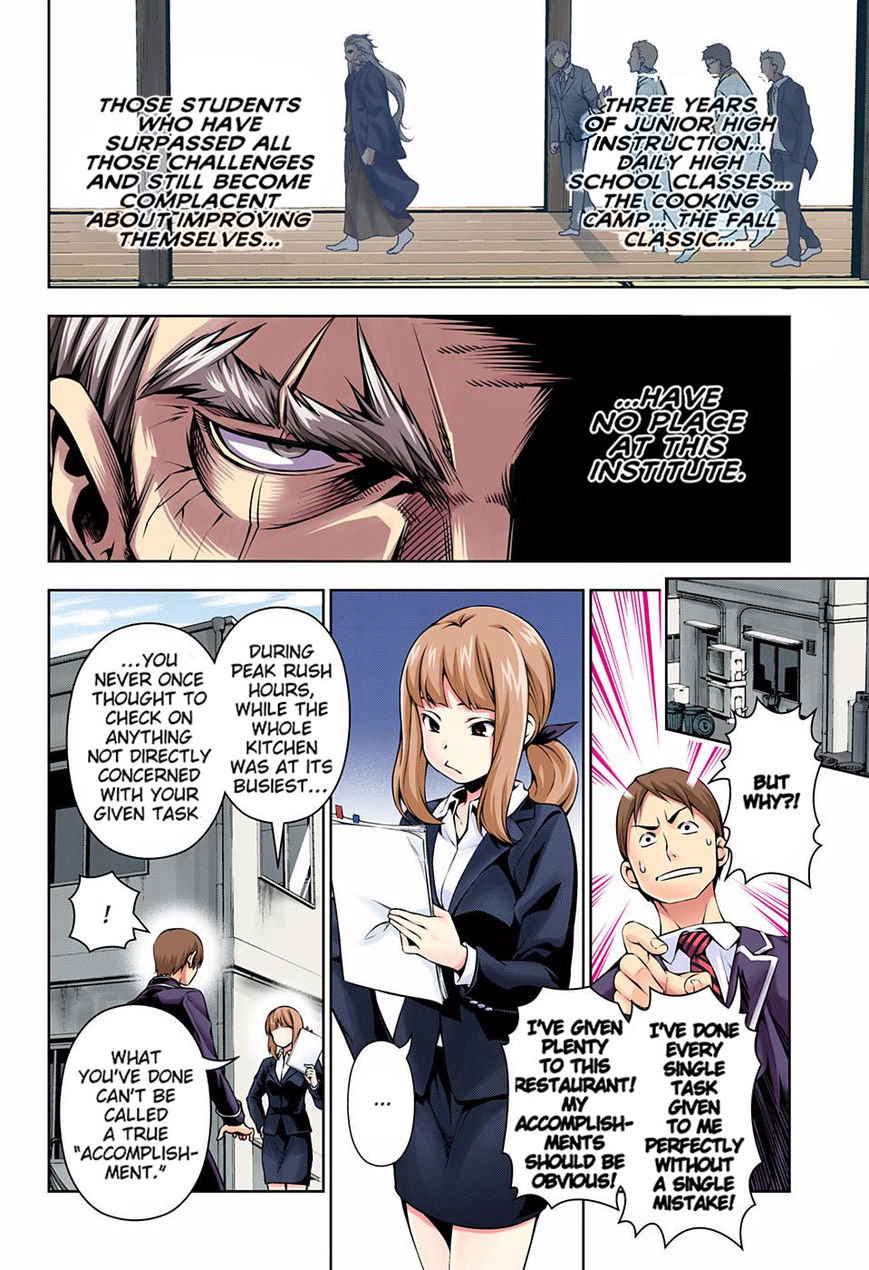 THREE YEARS
OF JUNIOR HIGH
INSTRUCTION...
DAILY HIGH
SCHOOL CLASSES...
THE COOKING
CAMP... THE FALL
CLASSIC...
THOSE STUDENTS
WHO HAVE
SURPASSED ALL
THOSE CHALLENGES
AND STILL BECOME
COMPLACENT
ABOUT IMPROVING
THEMSELVES...
...HAVE
NO PLACE
AT THIS
INSTITUTE.
BUT
WHY?!
I'VE DONE
EVERY
SINGLE
TASK
GIVEN
TO ME
PERFECTLY
WITHOUT
A SINGLE
MISTAKE!
I'VE GIVEN
PLENTY
TO THIS
RESTAURANT!
MY
ACCOMPLISH-
MENTS
SHOULD BE
OBVIOUS!
...
DURING
PEAK RUSH
HOURS,
WHILE THE
WHOLE
KITCHEN
WAS AT ITS
BUSIEST...
...YOU
NEVER ONCE
THOUGHT TO
CHECK ON
ANYTHING
NOT DIRECTLY
CONCERNED
WITH YOUR
GIVEN TASK
!
WHAT
YOU'VE DONE
CAN'T BE
CALLED
A TRUE
"ACCOMPLISH-
MENT."